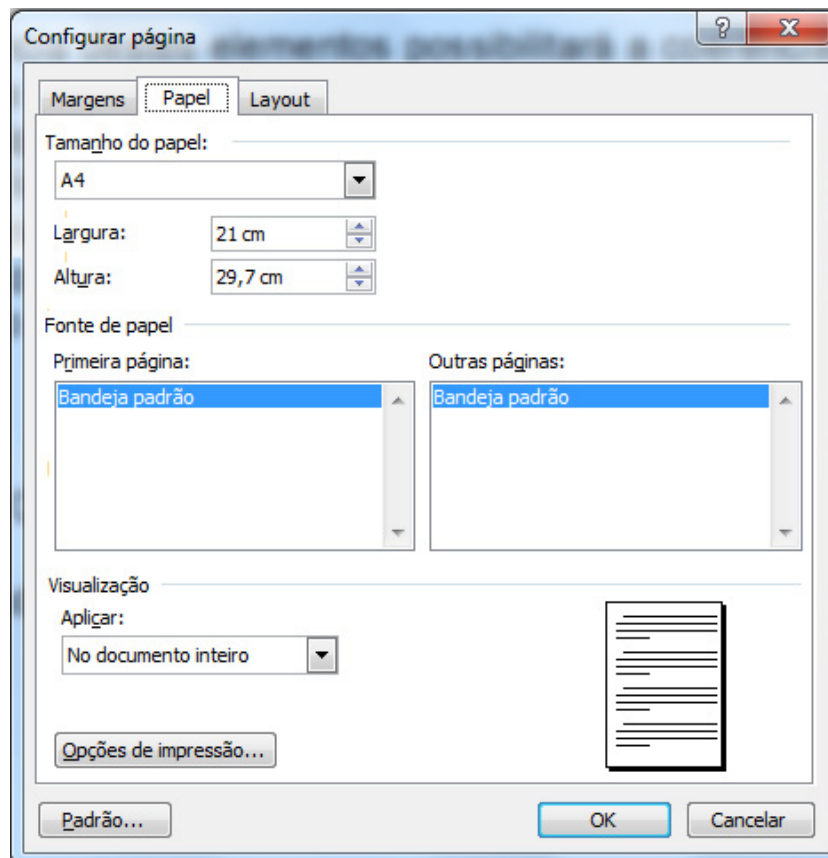 Configurar página
elementos possibilitará a
Margens Papel Layout
Tamanho do papel:
A4
Largura: 21 cm
Altura: 29,7 cm
Fonte de papel
Primeira página: Outras páginas:
Bandeja padrão Bandeja padrão
Visualização
Aplicar:
No documento inteiro
Opções de impressão...
Padrão... OK Cancelar